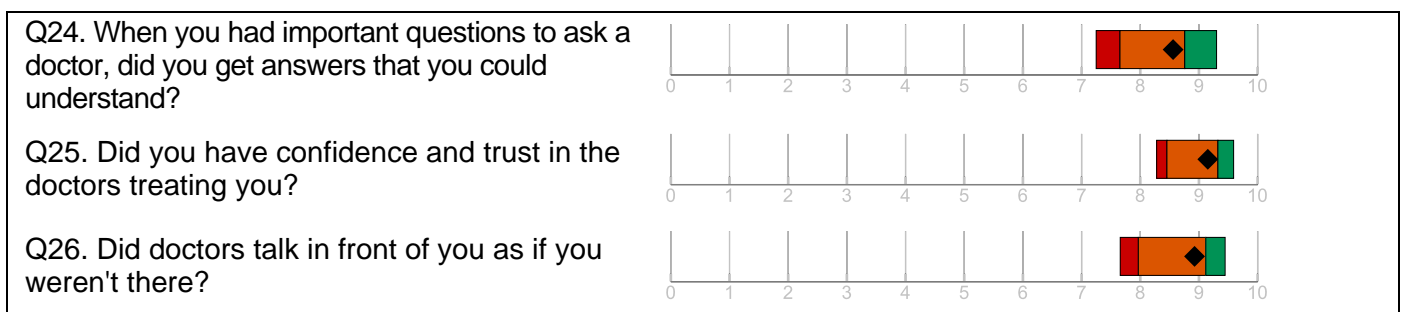 Q24. When you had important questions to ask a
doctor, did you get answers that you could
understand?
0 1 2 3 4 5 6 7 8 9 10
Q25. Did you have confidence and trust in the
doctors treating you?
0 1 2 3 4 5 6 7 8 9 10
Q26. Did doctors talk in front of you as if you
weren't there?
0 1 2 3 4 5 6 7 8 9 10